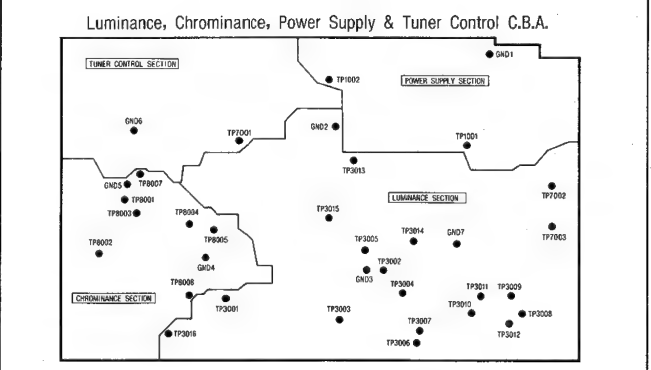 Luminance, Chrominance, Power Supply & Tuner Control C.B.A.
GND1
TUNER CONTROL SECTION
TP1002
POWER SUPPLY SECTION
GND6
GND2
TP7001
TP1001
TP3013
TP8007
GND5
TP8001
TP8003
TP7002
LUMINANCE SECTION
TP3015
TP8004
TP8005
TP7003
TP3014
GND7
TP8002
TP3005
GND4
TP3002
GND3
TP8006
CHROMINANCE SECTION
TP3001
TP3004
TP3011
TP3009
TP3003
TP3010
TP3008
TP3016
TP3007
TP3012
TP3006